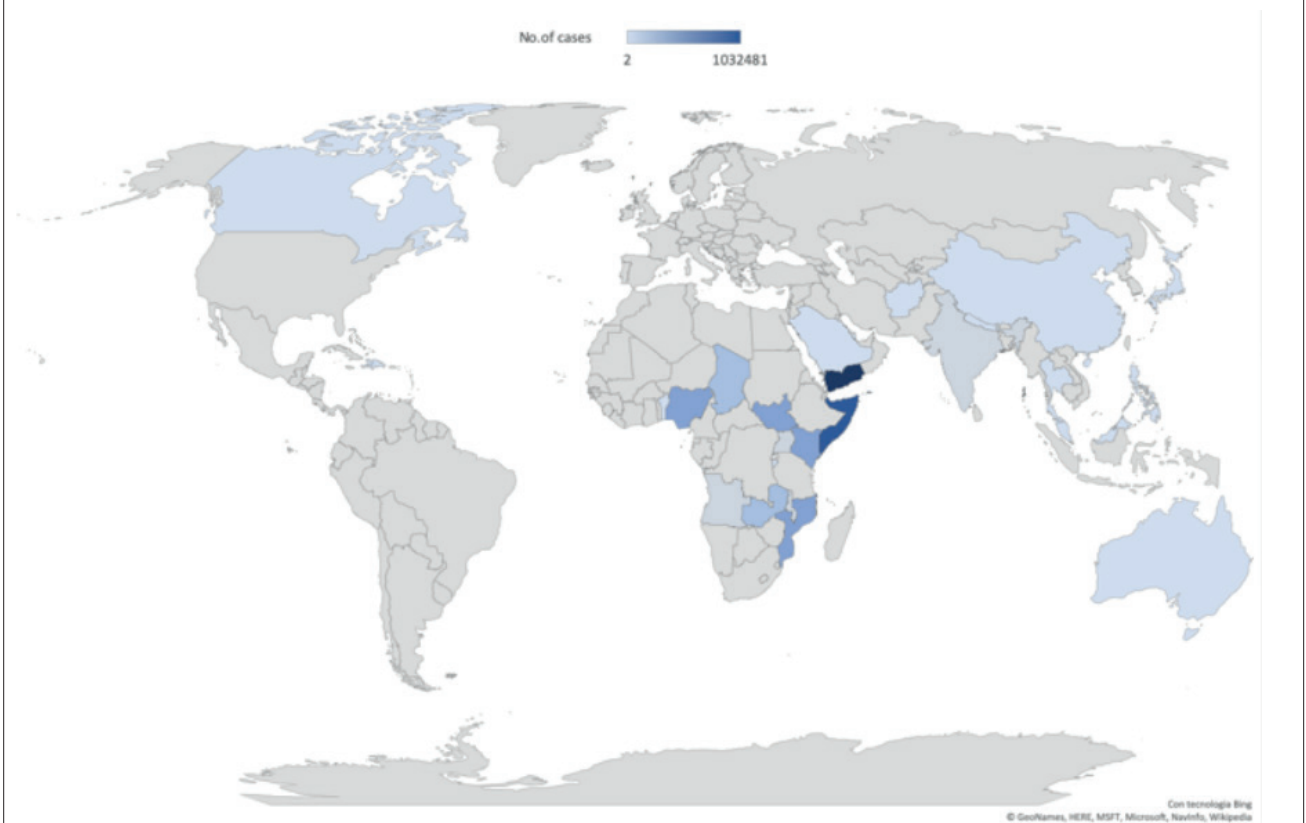 No.of cases
2 1032481
Con tecnologia Bing
© GeoNames, HERE, MSFT, Microsoft, Navinfo, Wikipedia